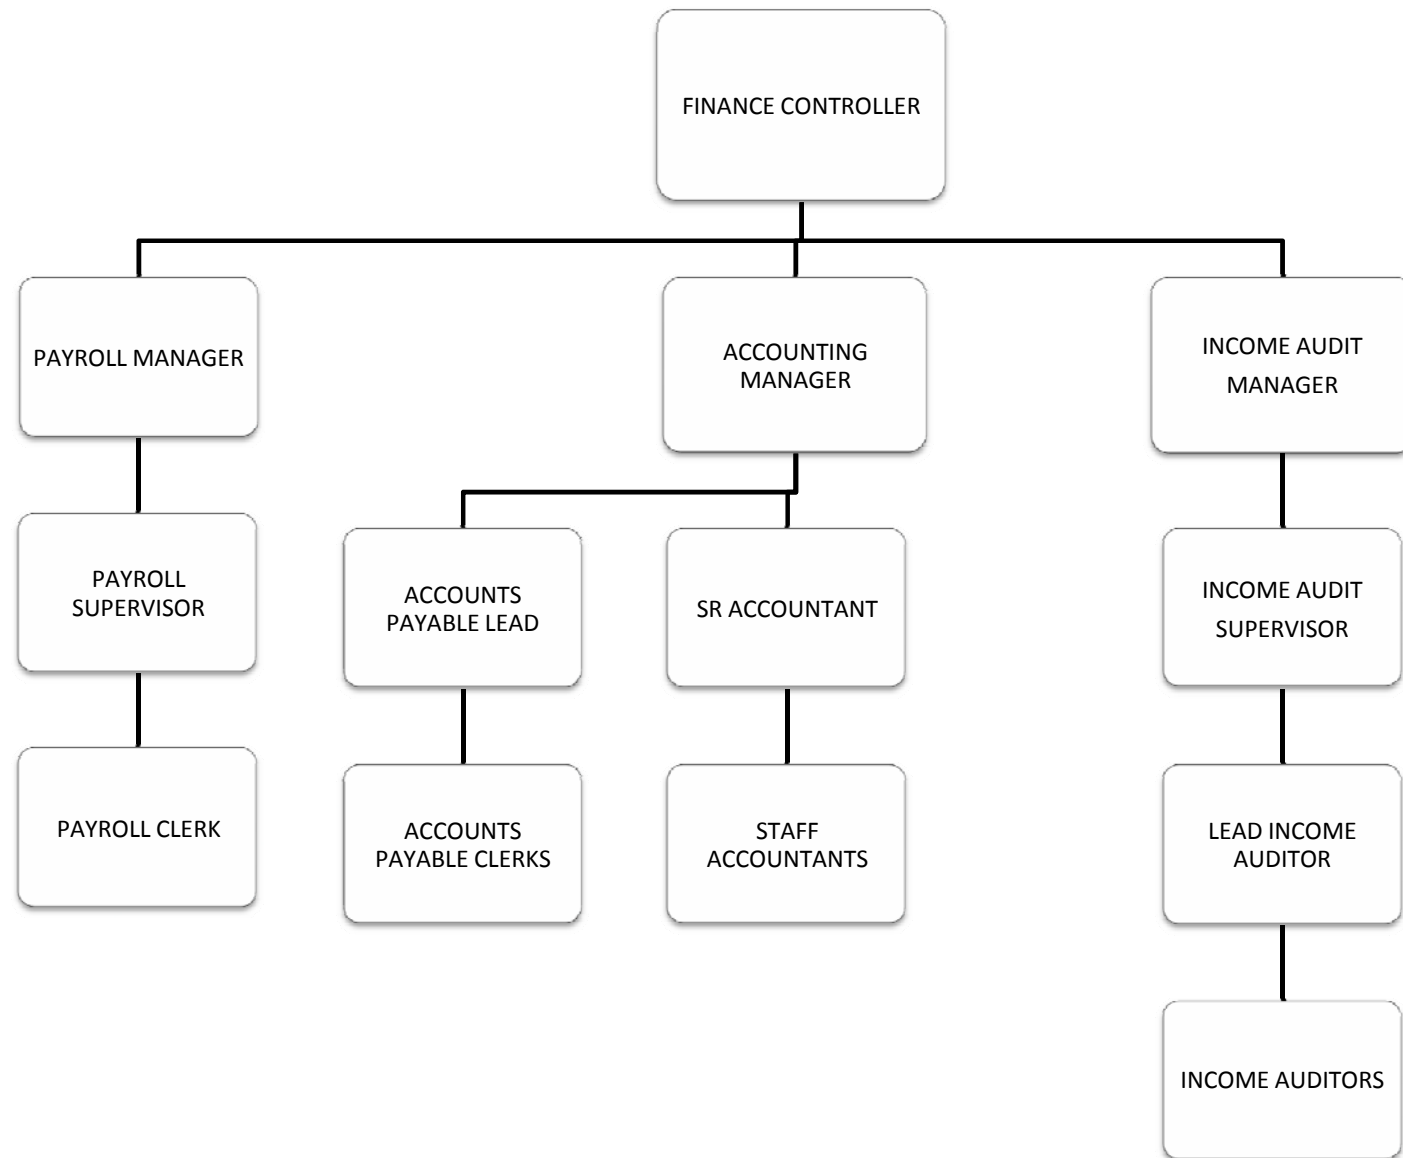 FINANCE CONTROLLER
PAYROLL MANAGER
ACCOUNTING
MANAGER
INCOME AUDIT
MANAGER
PAYROLL
SUPERVISOR
ACCOUNTS
PAYABLE LEAD
SR ACCOUNTANT
INCOME AUDIT
SUPERVISOR
PAYROLL CLERK
ACCOUNTS
PAYABLE CLERKS
STAFF
ACCOUNTANTS
LEAD INCOME
AUDITOR
INCOME AUDITORS